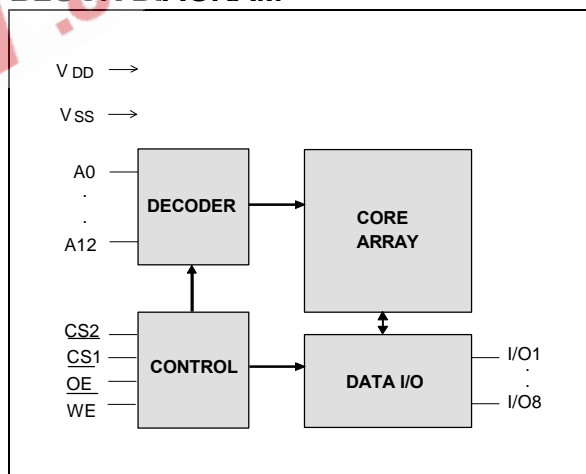 V DD
V SS
A0
.
.
A12
DECODER
CORE
ARRAY
CS2
CS1
OE
WE
CONTROL
DATA I/O
I/O1
.
.
I/O8